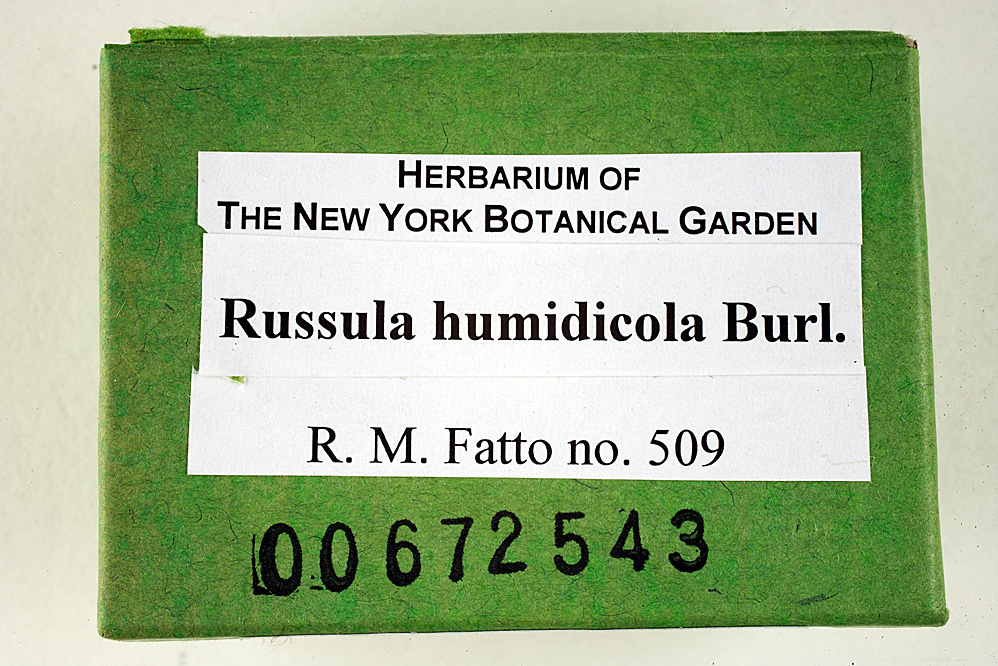 HERBARIUM OF
THE NEW YORK BOTANICAL GARDEN
Russula humidicola Burl.
R. M. Fatto no. 509
00672543